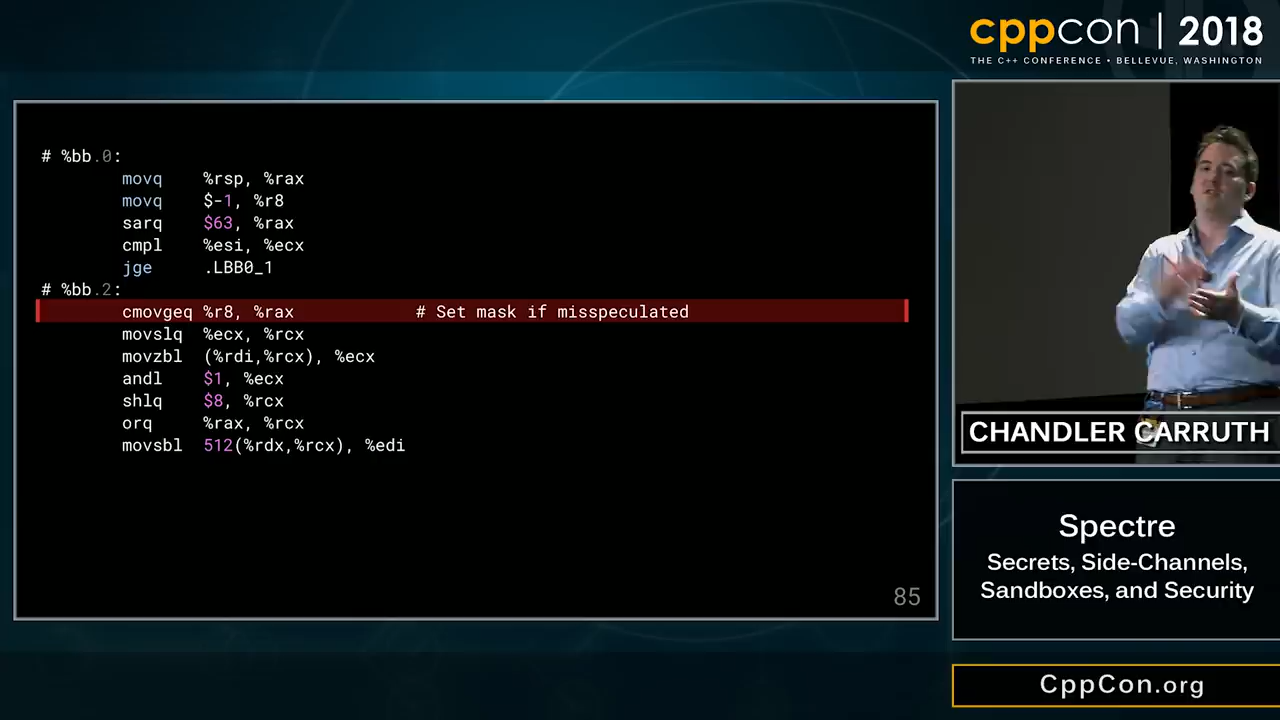 cppcon | 2018
THE C++ CONFERENCE • BELLEVUE, WASHINGTON
# %bb.0:
movq %rsp, %rax
movq $-1, %r8
sarq $63, %rax
cmpl %esi, %ecx
jge .LBB0_1
# %bb.2:
cmovgeq %r8, %rax # Set mask if misspeculated
movslq %ecx, %rcx
movzbl (%rdi,%rcx), %ecx
andl $1, %ecx
shlq $8, %rcx
orq %rax, %rcx
movsbl 512(%rdx,%rcx), %edi
85
CHANDLER CARRUTH
Spectre
Secrets, Side-Channels,
Sandboxes, and Security
CppCon.org